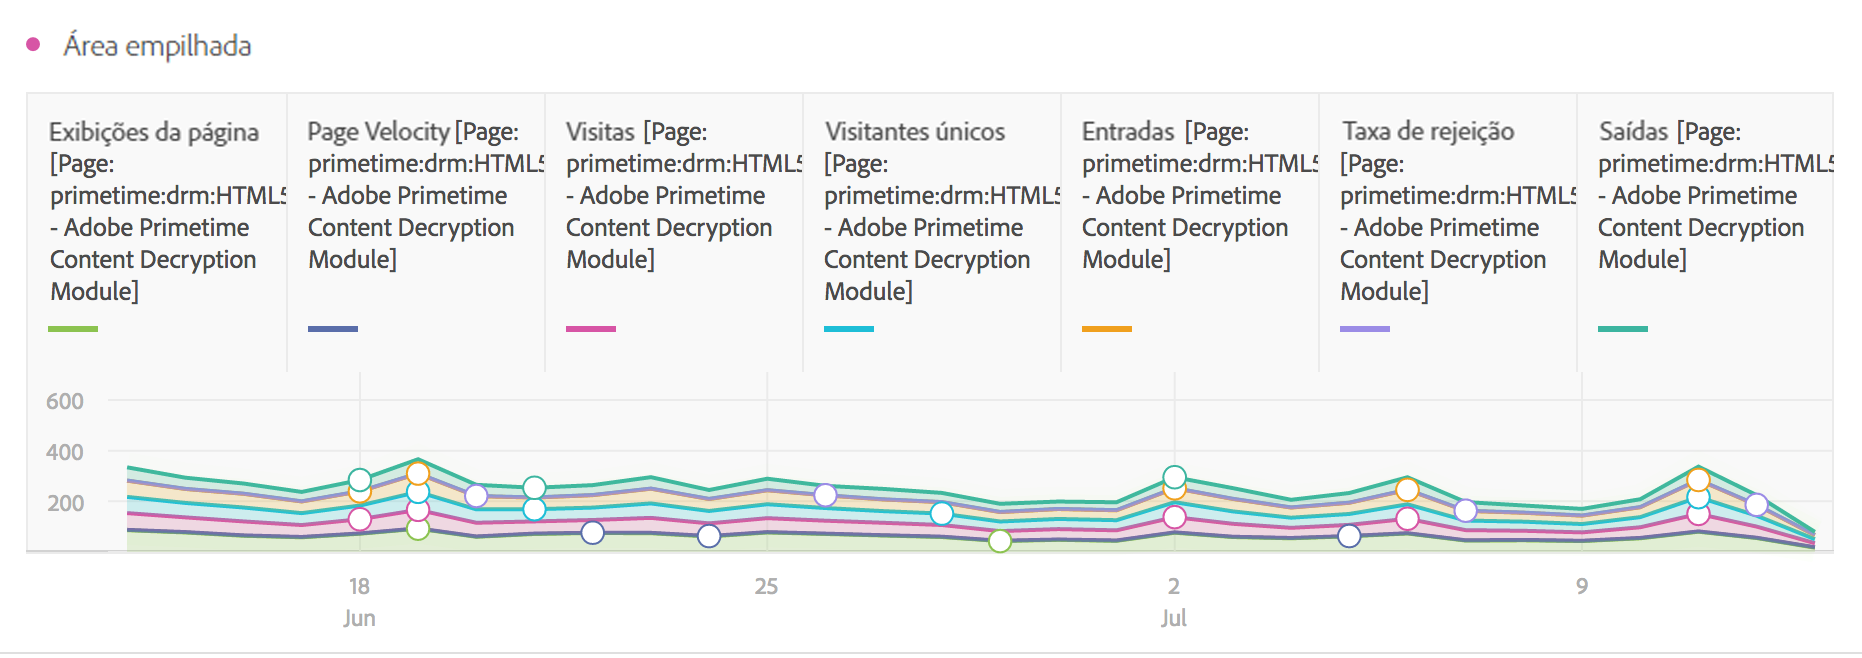 Área empilhada
Exibições da página
[Page:
primetime:drm:HTML5
- Adobe Primetime
Content Decryption
Module]
Page Velocity [Page:
primetime:drm:HTML5
- Adobe Primetime
Content Decryption
Module]
Visitas [Page:
primetime:drm:HTML5
- Adobe Primetime
Content Decryption
Module]
Visitantes únicos
[Page:
primetime:drm:HTML5
- Adobe Primetime
Content Decryption
Module]
Entradas [Page:
primetime:drm:HTML5
- Adobe Primetime
Content Decryption
Module]
Taxa de rejeição
[Page:
primetime:drm:HTML5
- Adobe Primetime
Content Decryption
Module]
Saídas [Page:
primetime:drm:HTML5
- Adobe Primetime
Content Decryption
Module]
600
400
200
18 25 2 9
Jun Jul